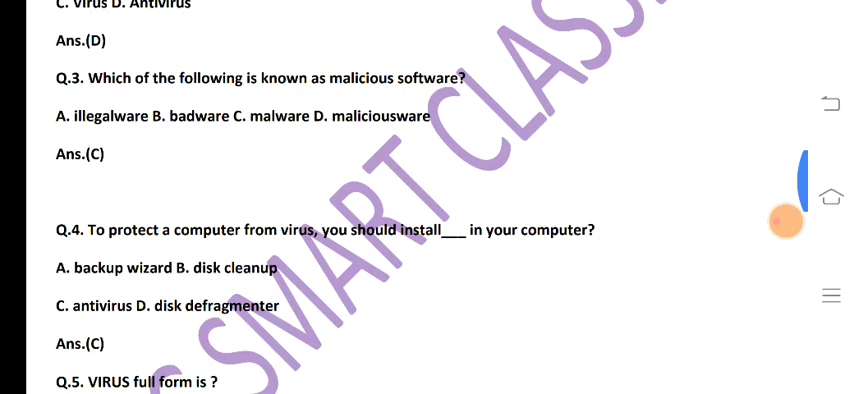 C. Virus D. Antivirus
Ans.(D)
Q.3. Which of the following is known as malicious software?
A. illegalware B. badware C. malware D. maliciousware
Ans.(C)
Q.4. To protect a computer from virus, you should install___ in your computer?
A. backup wizard B. disk cleanup
C. antivirus D. disk defragmenter
Ans.(C)
Q.5. VIRUS full form is ?
SMART CLASS